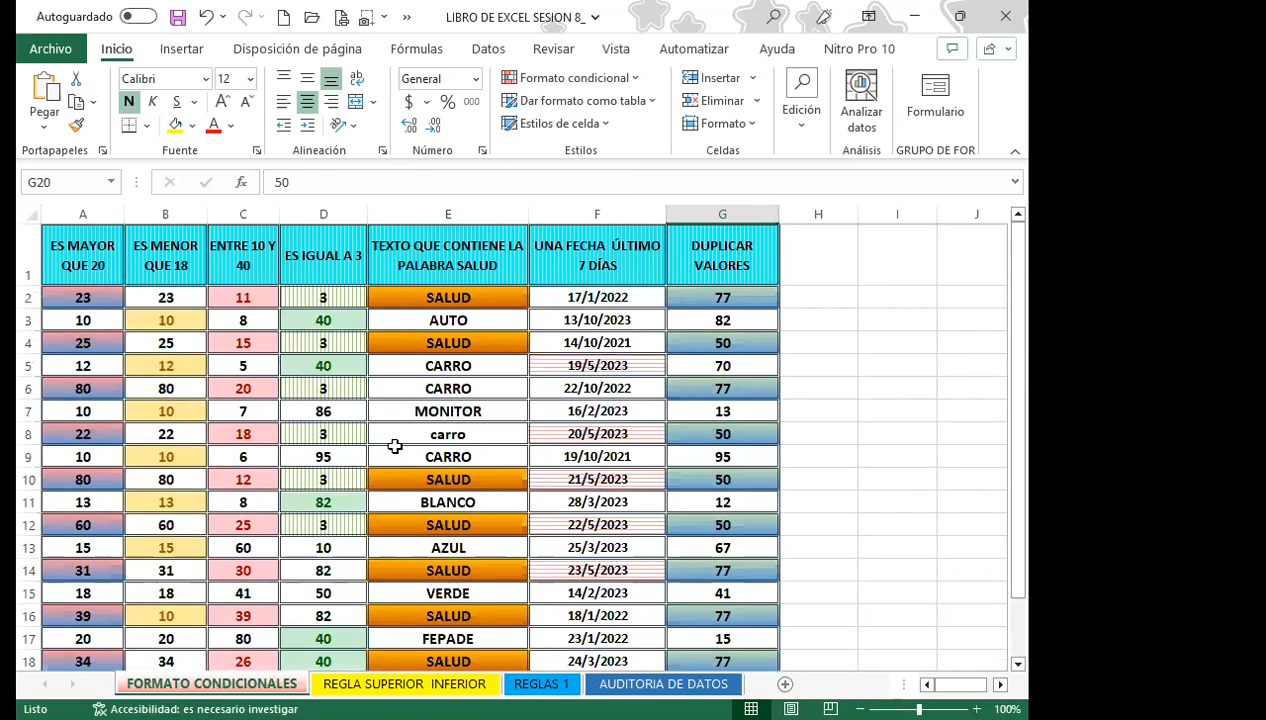 Autoguardado LIBRO DE EXCEL SESION 8_
Archivo Inicio Insertar Disposición de página Fórmulas Datos Revisar Vista Automatizar Ayuda Nitro Pro 10
Pegar Calibri 12 General Formato condicional Insertar Edición Analizar datos Formulario
N K S $ % 000 Dar formato como tabla Eliminar
Estilos de celda Formato
Portapapeles Fuente Alineación Número Estilos Celdas Análisis GRUPO DE FOR
G20 fx 50
A B C D E F G H I J
1 ES MAYOR QUE 20 ES MENOR QUE 18 ENTRE 10 Y 40 ES IGUAL A 3 TEXTO QUE CONTIENE LA PALABRA SALUD UNA FECHA ÚLTIMO 7 DÍAS DUPLICAR VALORES
2 23 23 11 3 SALUD 17/1/2022 77
3 10 10 8 40 AUTO 13/10/2023 82
4 25 25 15 3 SALUD 14/10/2021 50
5 12 12 5 40 CARRO 19/5/2023 70
6 80 80 20 3 CARRO 22/10/2022 77
7 10 10 7 86 MONITOR 16/2/2023 13
8 22 22 18 3 carro 20/5/2023 50
9 10 10 6 95 CARRO 19/10/2021 95
10 80 80 12 3 SALUD 21/5/2023 50
11 13 13 8 82 BLANCO 28/3/2023 12
12 60 60 25 3 SALUD 22/5/2023 50
13 15 15 60 10 AZUL 25/3/2023 67
14 31 31 30 82 SALUD 23/5/2023 77
15 18 18 41 50 VERDE 14/2/2023 41
16 39 10 39 82 SALUD 18/1/2022 77
17 20 20 80 40 FEPADE 23/1/2022 15
18 34 34 26 40 SALUD 24/3/2023 77
FORMATO CONDICIONALES REGLA SUPERIOR INFERIOR REGLAS 1 AUDITORIA DE DATOS
Listo Accesibilidad: es necesario investigar 100%